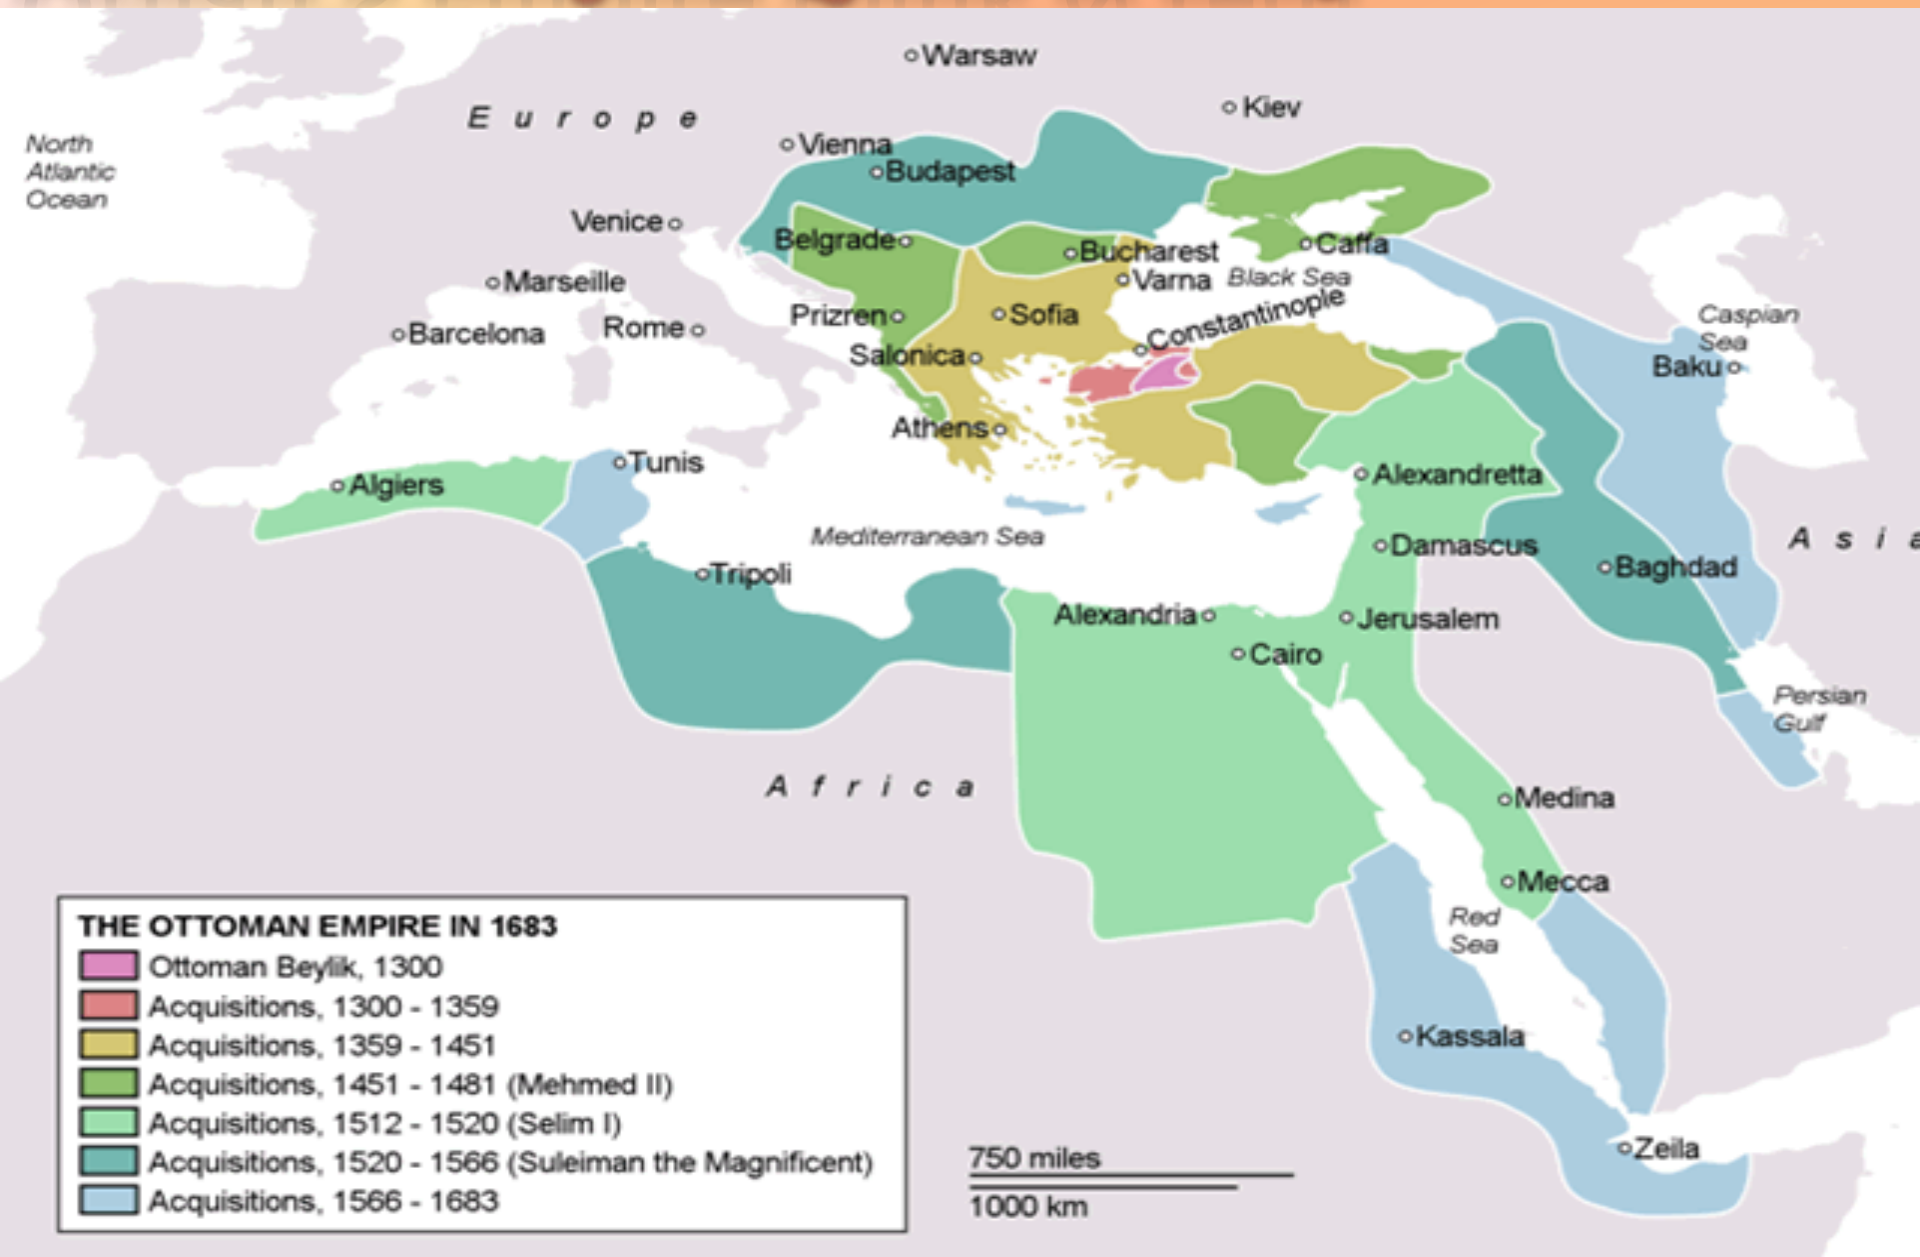 Warsaw
Kiev
Europe
North
Atlantic
Ocean
Vienna
Budapest
Venice
Belgrade
Bucharest
Caffa
Marseille
Varna
Black Sea
Barcelona
Rome
Prizren
Sofia
Constantinople
Caspian
Sea
Salonica
Baku
Athens
Tunis
Algiers
Alexandretta
Mediterranean Sea
Asia
Damascus
Tripoli
Baghdad
Alexandria
Jerusalem
Cairo
Persian
Gulf
Africa
Medina
Mecca
Red
Sea
Kassala
Zeila
THE OTTOMAN EMPIRE IN 1683
Ottoman Beylik, 1300
Acquisitions, 1300 - 1359
Acquisitions, 1359 - 1451
Acquisitions, 1451 - 1481 (Mehmed II)
Acquisitions, 1512 - 1520 (Selim I)
Acquisitions, 1520 - 1566 (Suleiman the Magnificent)
Acquisitions, 1566 - 1683
750 miles
1000 km